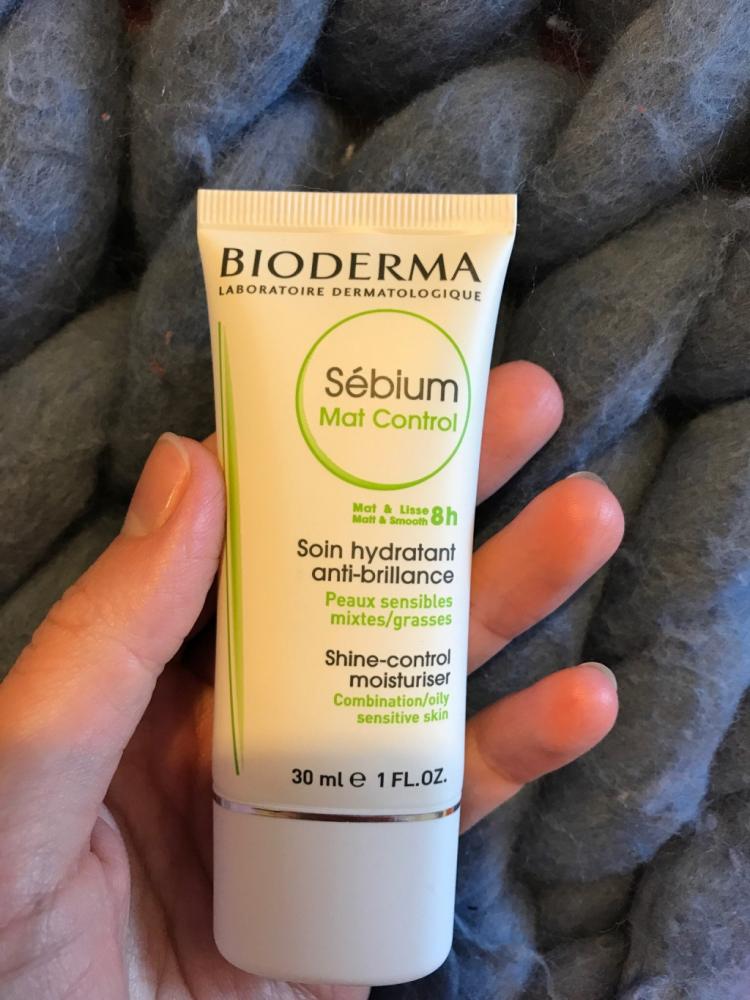 BIODERMA
LABORATOIRE DERMATOLOGIQUE
Sébium
Mat Control
Mat & Lisse 8h
Matt & Smooth
Soin hydratant
anti-brillance
Peaux sensibles
mixtes/grasses
Shine-control
moisturiser
Combination/oily
sensitive skin
30 ml e 1 FL.OZ.